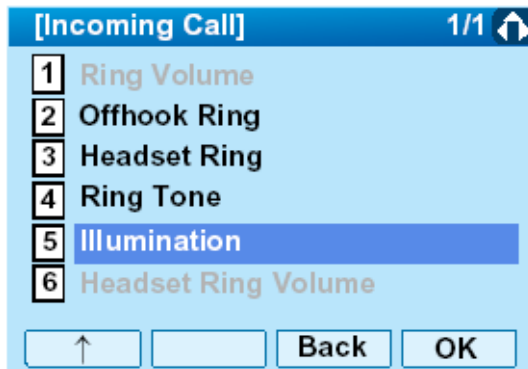 [Incoming Call] 1/1
1 Ring Volume
2 Offhook Ring
3 Headset Ring
4 Ring Tone
5 Illumination
6 Headset Ring Volume
↑ Back OK